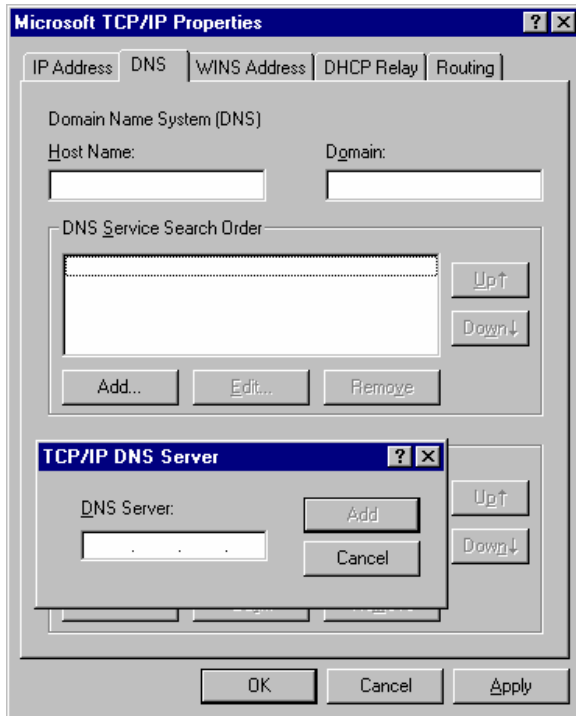 Microsoft TCP/IP Properties
IP Address DNS WINS Address DHCP Relay Routing
Domain Name System (DNS)
Host Name: Domain:
DNS Service Search Order
Up↑
Down↓
Add... Edit... Remove
TCP/IP DNS Server
DNS Server:
. . .
Add
Cancel
Up↑
Down↓
OK Cancel Apply